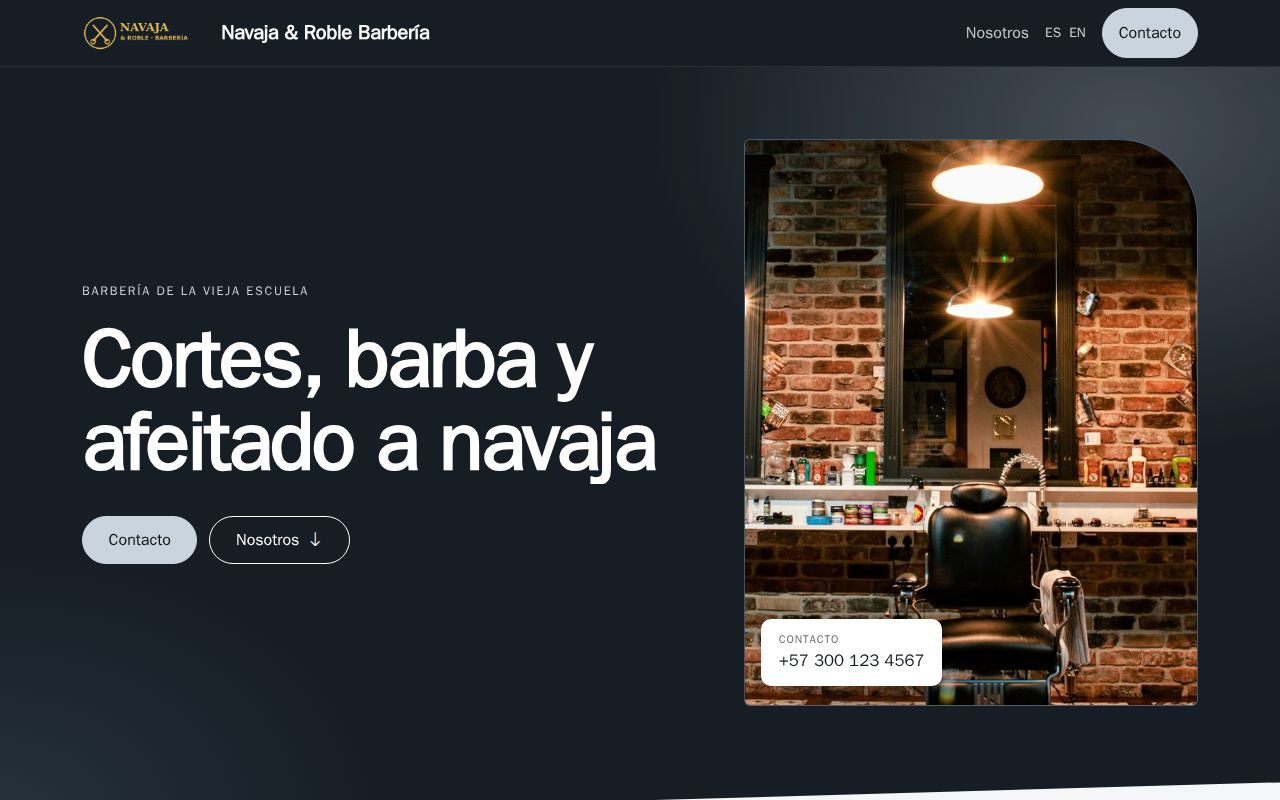 NAVAJA
& ROBLE · BARBERÍA
Navaja & Roble Barbería
Nosotros
ES EN
Contacto
BARBERÍA DE LA VIEJA ESCUELA
Cortes, barba y
afeitado a navaja
Contacto
Nosotros ↓
CONTACTO
+57 300 123 4567